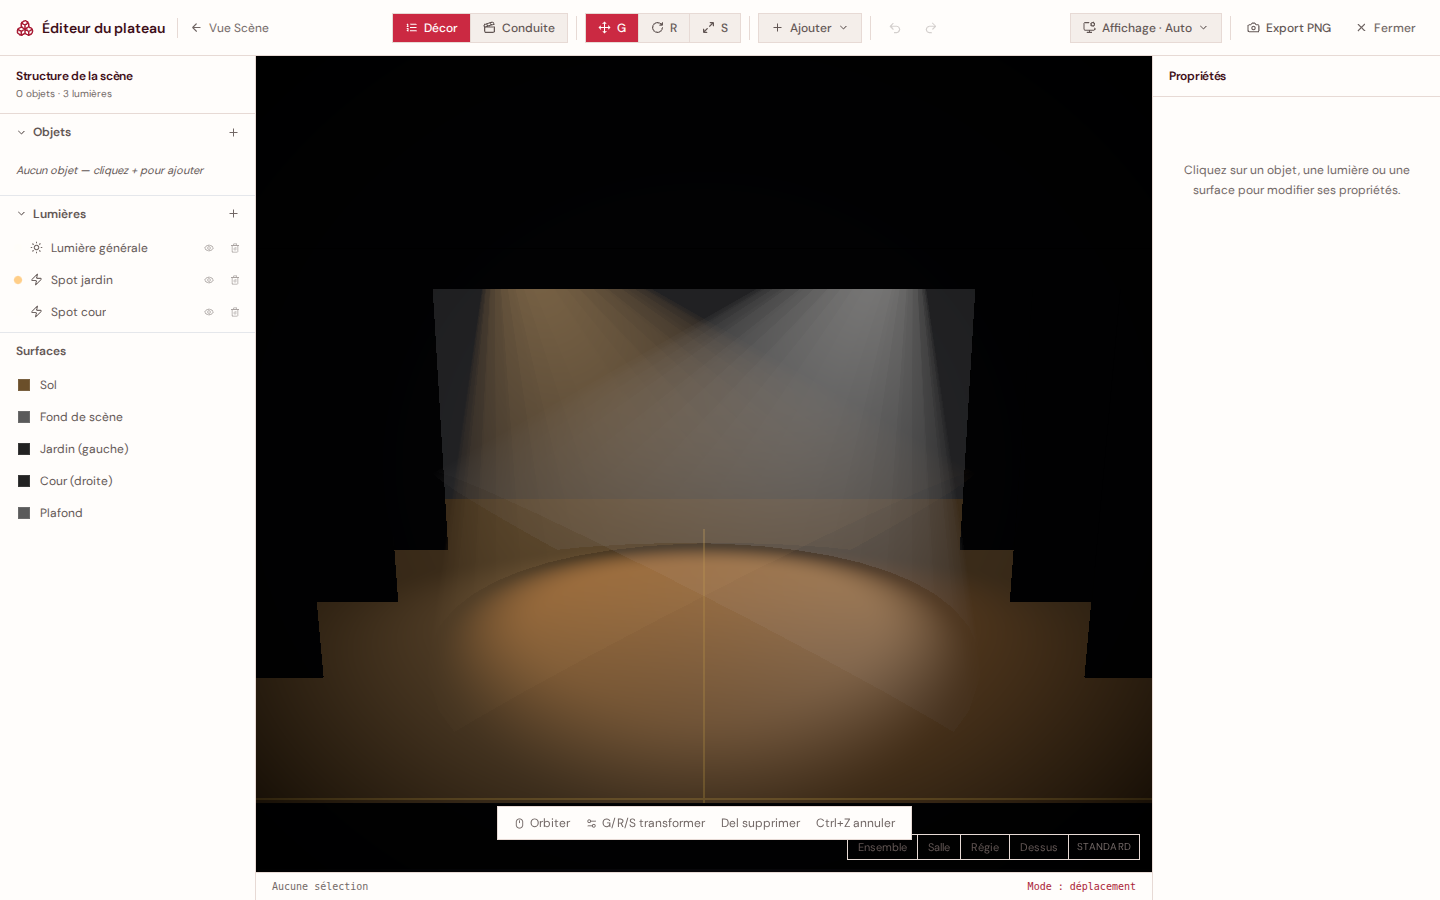 Éditeur du plateau
Vue Scène
Décor
Conduite
G
R
S
Ajouter
Affichage · Auto
Export PNG
Fermer
Structure de la scène
0 objets · 3 lumières
Objets
Aucun objet — cliquez + pour ajouter
Lumières
Lumière générale
Spot jardin
Spot cour
Surfaces
Sol
Fond de scène
Jardin (gauche)
Cour (droite)
Plafond
Orbiter
G/R/S transformer
Del supprimer
Ctrl+Z annuler
Ensemble
Salle
Régie
Dessus
STANDARD
Aucune sélection
Mode : déplacement
Propriétés
Cliquez sur un objet, une lumière ou une
surface pour modifier ses propriétés.